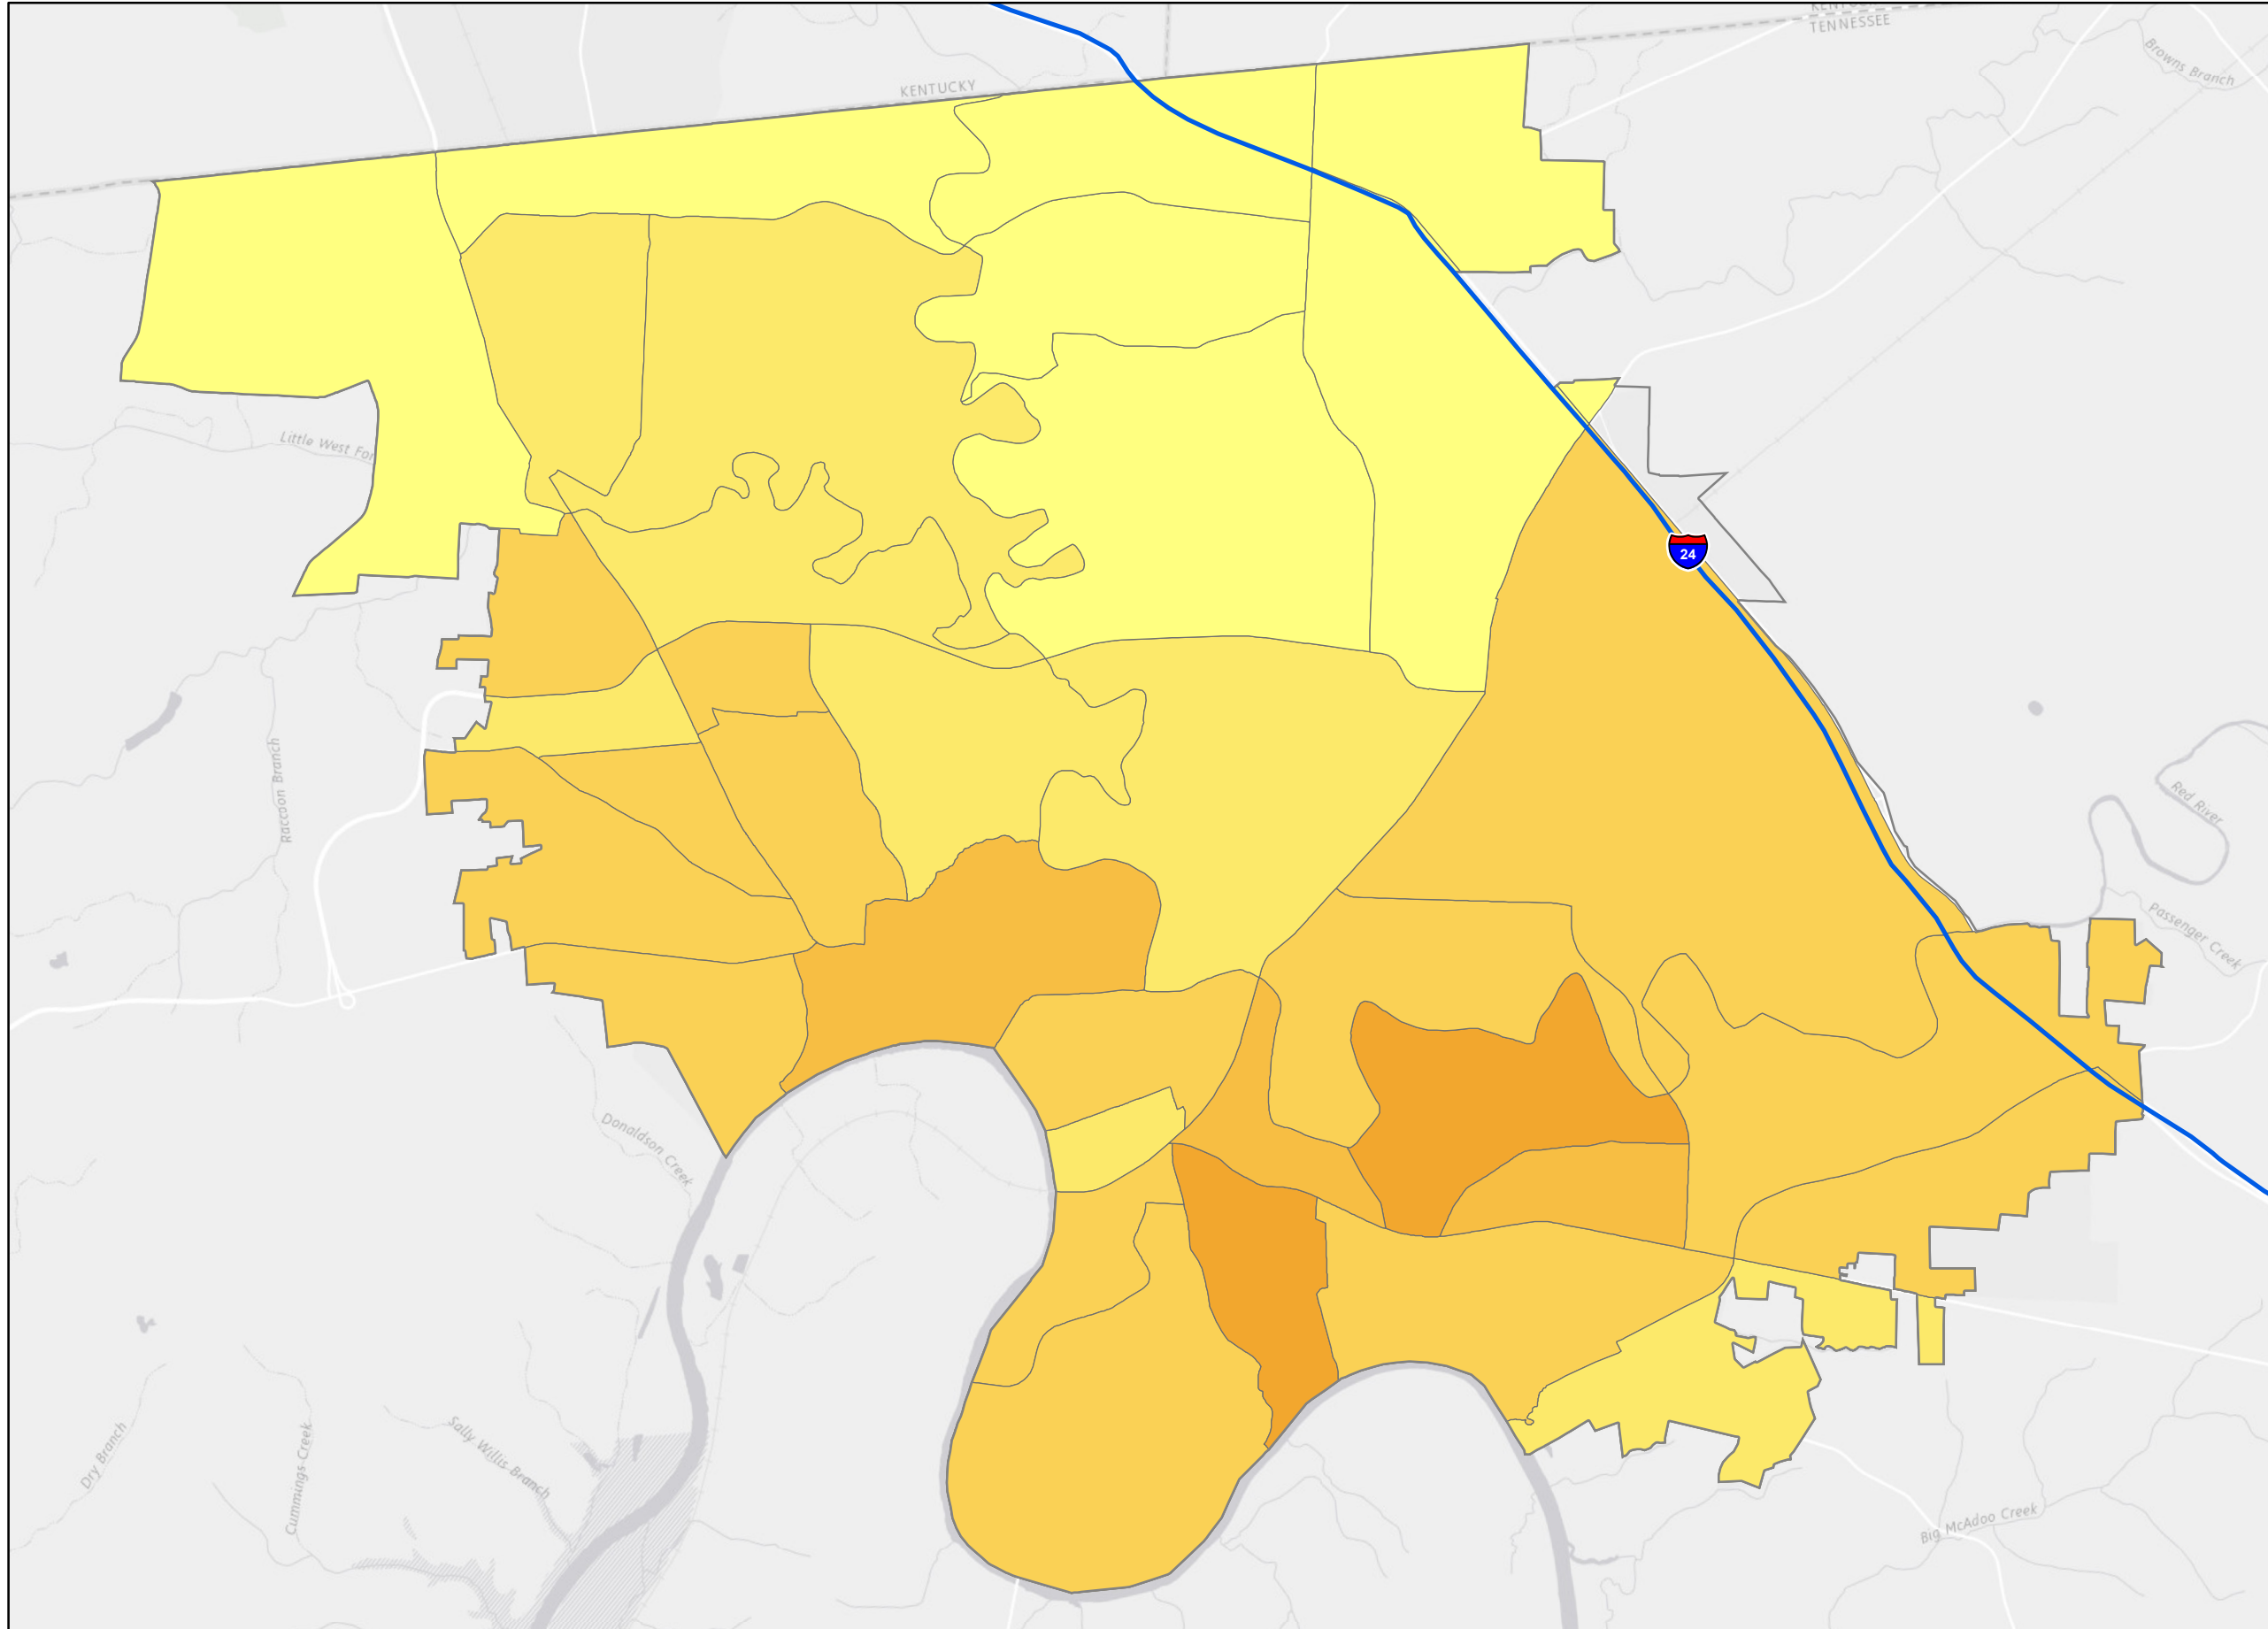 TENNESSEE
Browns Branch
KENTUCKY
Little West For
24
Raccoon Branch
Red River
Passenger Creek
Donaldson Creek
Dry Branch
Cummings Creek
Sally Willis Branch
Big McAdoo Creek